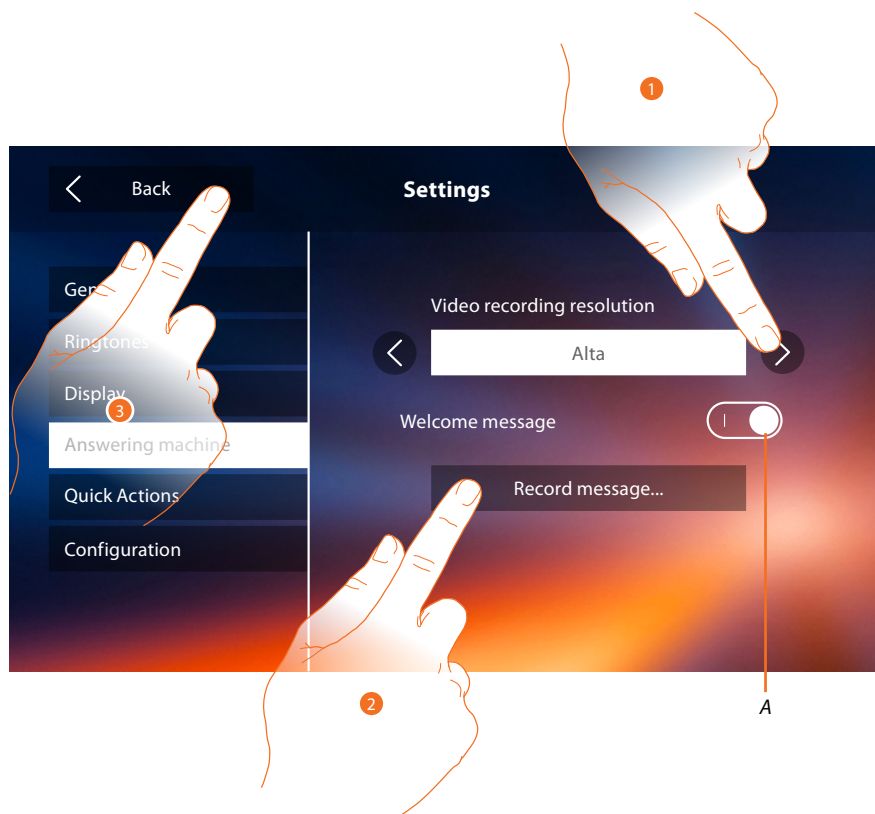 1
Back
Settings
General
Ringtones
Video recording resolution
Alta
Display
3
Welcome message
Answering machine
Quick Actions
Record message...
Configuration
2
A